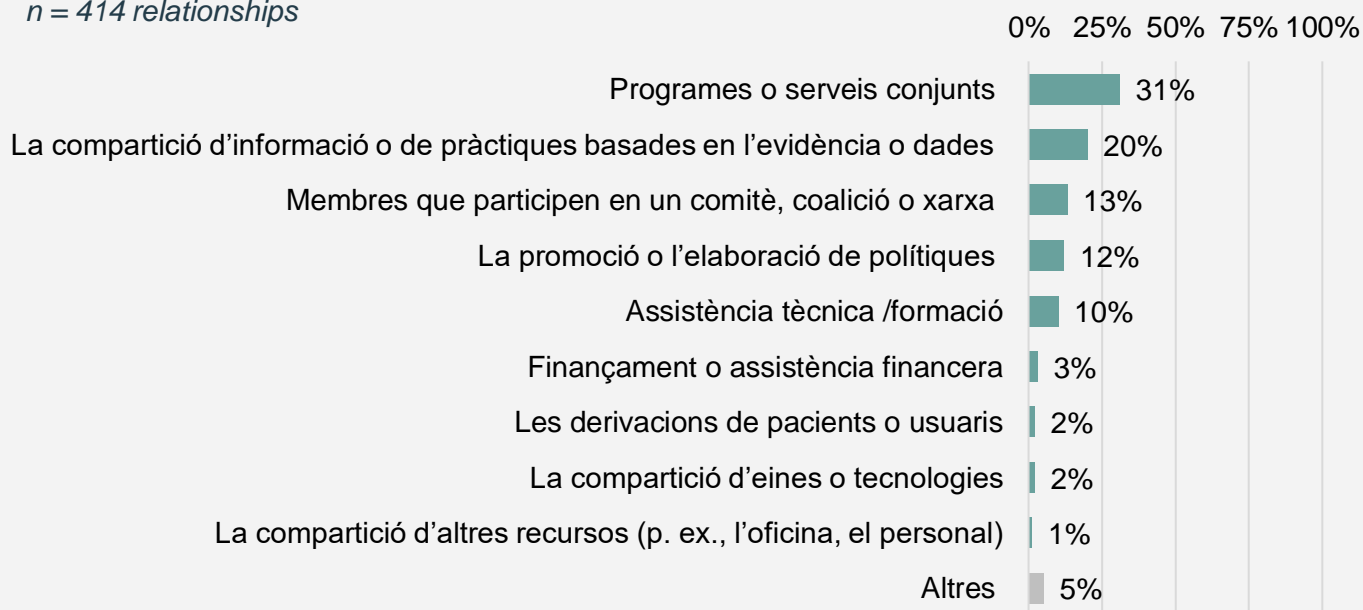 n = 414 relationships
0% 25% 50% 75% 100%
Programes o serveis conjunts 31%
La compartició d’informació o de pràctiques basades en l’evidència o dades 20%
Membres que participen en un comitè, coalició o xarxa 13%
La promoció o l’elaboració de polítiques 12%
Assistència tècnica /formació 10%
Finançament o assistència financera 3%
Les derivacions de pacients o usuaris 2%
La compartició d’eines o tecnologies 2%
La compartició d’altres recursos (p. ex., l’oficina, el personal) 1%
Altres 5%